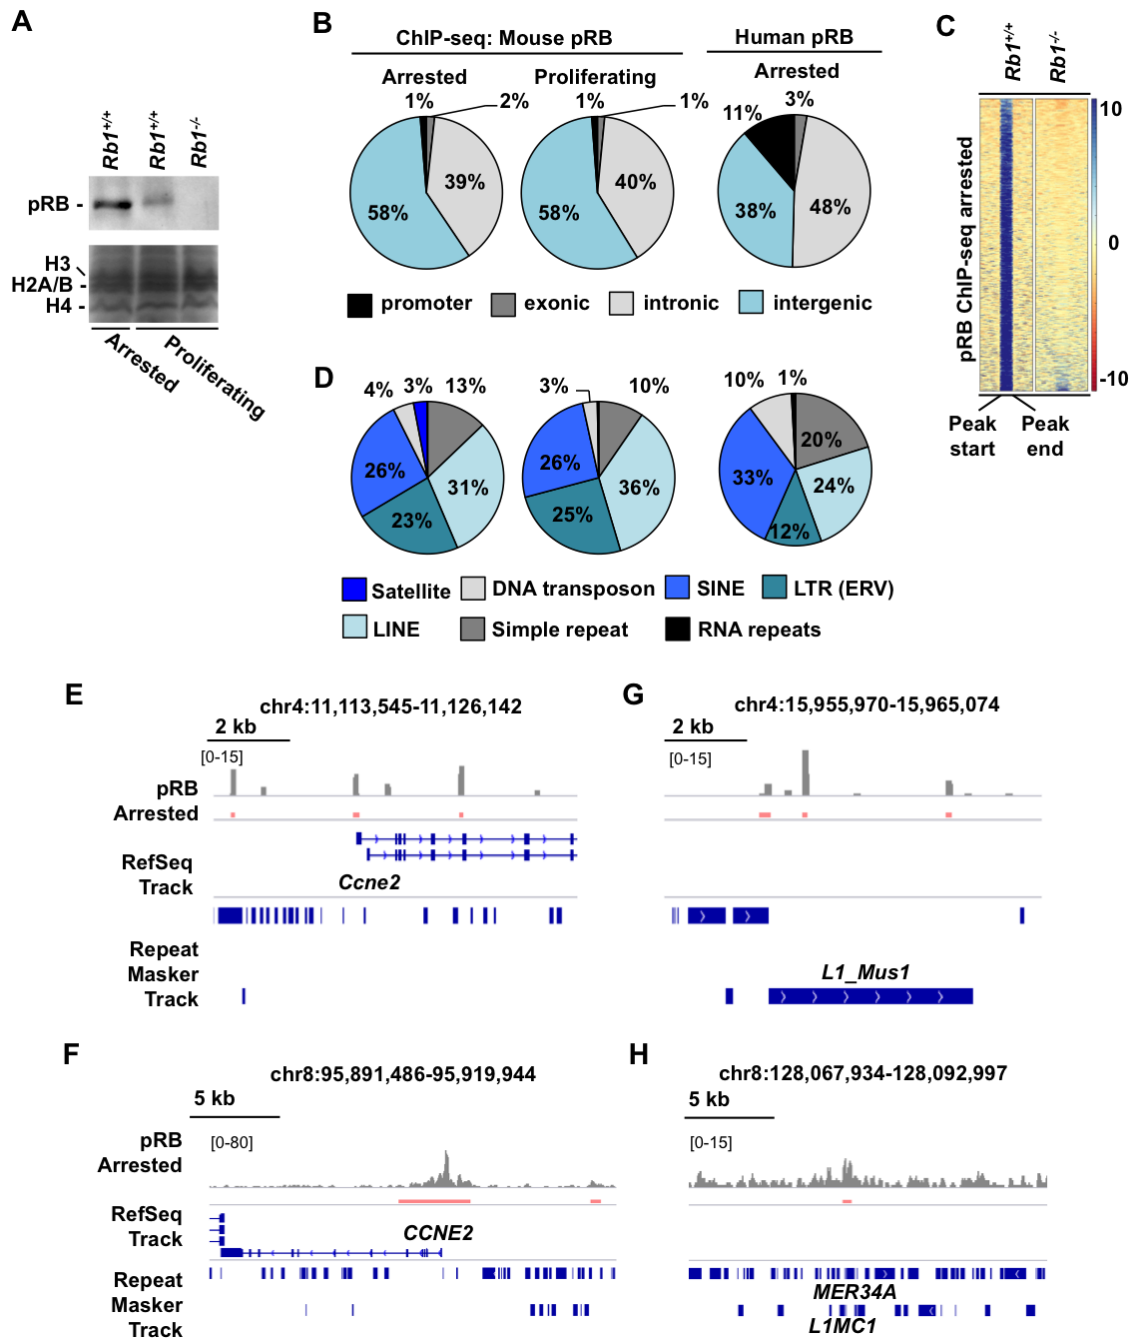 A
Rb1+/+
Rb1+/+
Rb1-/-
pRB
H3
H2A/B
H4
Arrested
Proliferating
B
ChIP-seq: Mouse pRB
Human pRB
Arrested
Proliferating
Arrested
1%
2%
39%
58%
1%
1%
40%
58%
11%
3%
48%
38%
promoter
exonic
intronic
intergenic
C
Rb1+/+
Rb1-/-
pRB ChIP-seq arrested
10
0
-10
Peak start
Peak end
D
4%
3%
13%
26%
31%
23%
3%
10%
26%
36%
25%
10%
1%
20%
33%
24%
12%
Satellite
DNA transposon
SINE
LTR (ERV)
LINE
Simple repeat
RNA repeats
E
chr4:11,113,545-11,126,142
2 kb
[0-15]
pRB
Arrested
RefSeq
Track
Ccne2
Repeat
Masker
Track
G
chr4:15,955,970-15,965,074
2 kb
[0-15]
L1_Mus1
F
chr8:95,891,486-95,919,944
5 kb
pRB
Arrested
[0-80]
RefSeq
Track
CCNE2
Repeat
Masker
Track
H
chr8:128,067,934-128,092,997
5 kb
[0-15]
MER34A
L1MC1